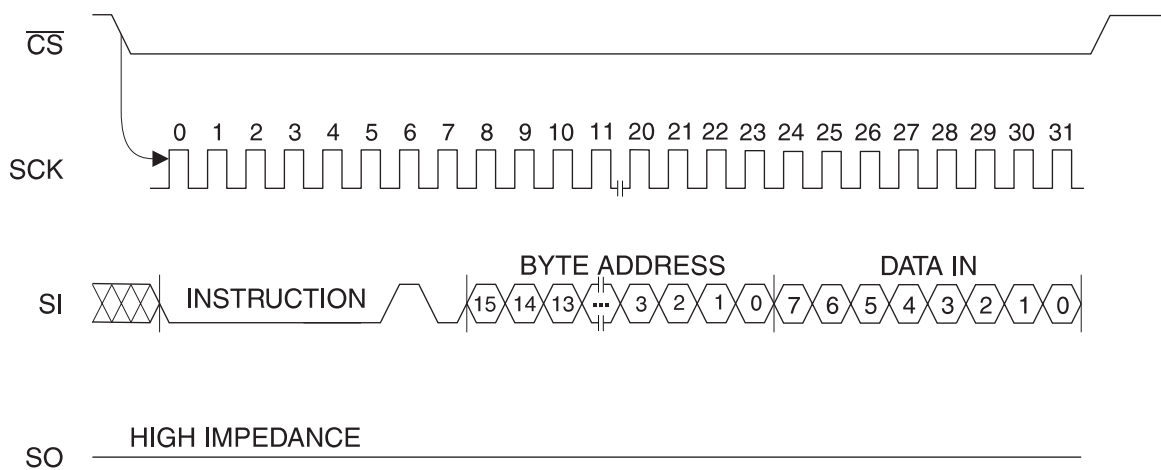 CS
0 1 2 3 4 5 6 7 8 9 10 11 20 21 22 23 24 25 26 27 28 29 30 31
SCK
BYTE ADDRESS DATA IN
SI INSTRUCTION 15 14 13 ... 3 2 1 0 7 6 5 4 3 2 1 0
HIGH IMPEDANCE
SO